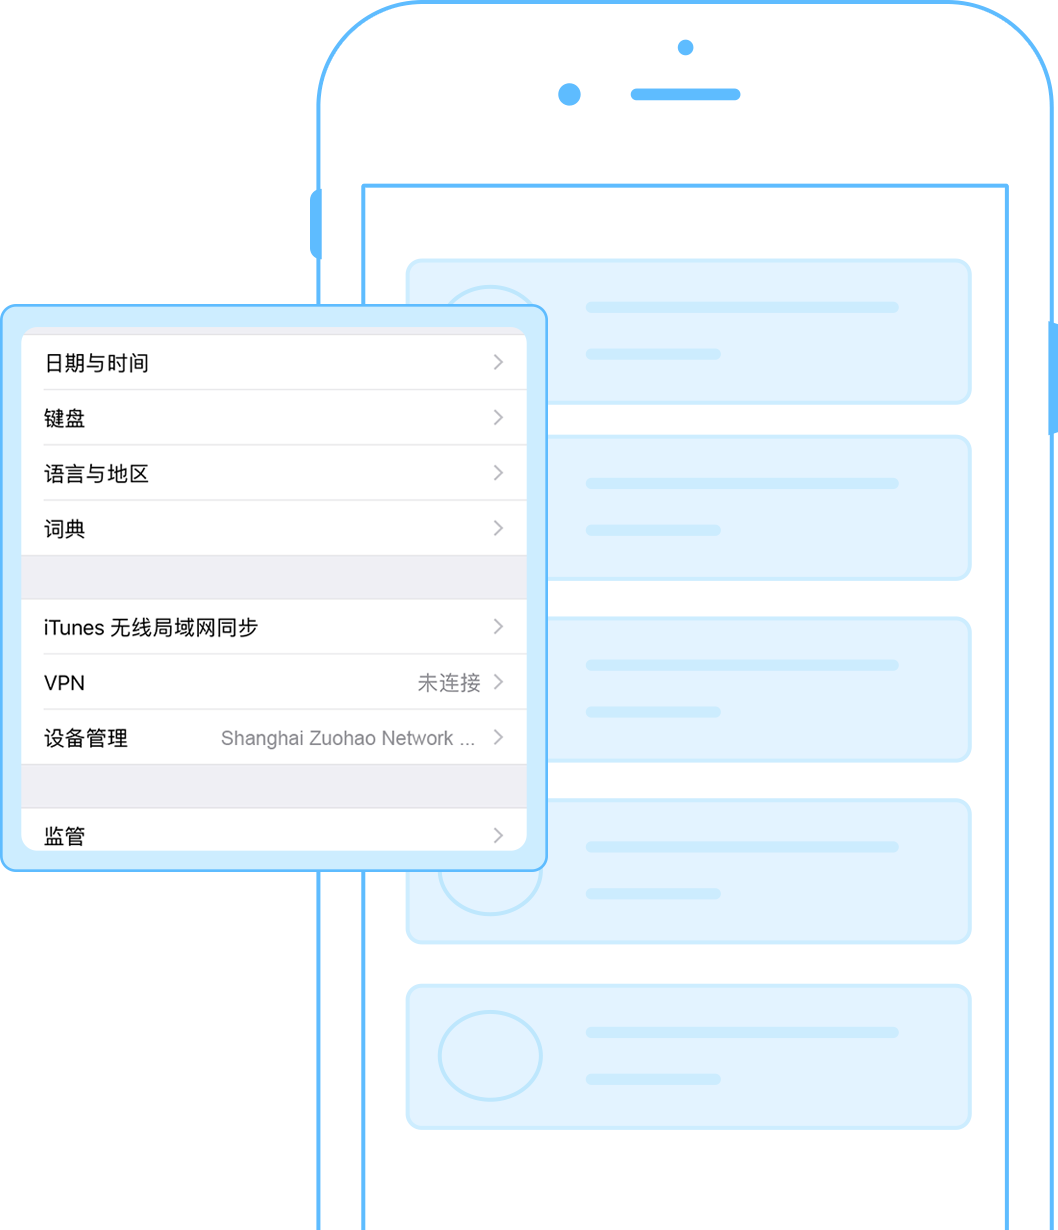 日期与时间
键盘
语言与地区
词典
iTunes 无线局域网同步
VPN 未连接
设备管理 Shanghai Zuohao Network ...
监管